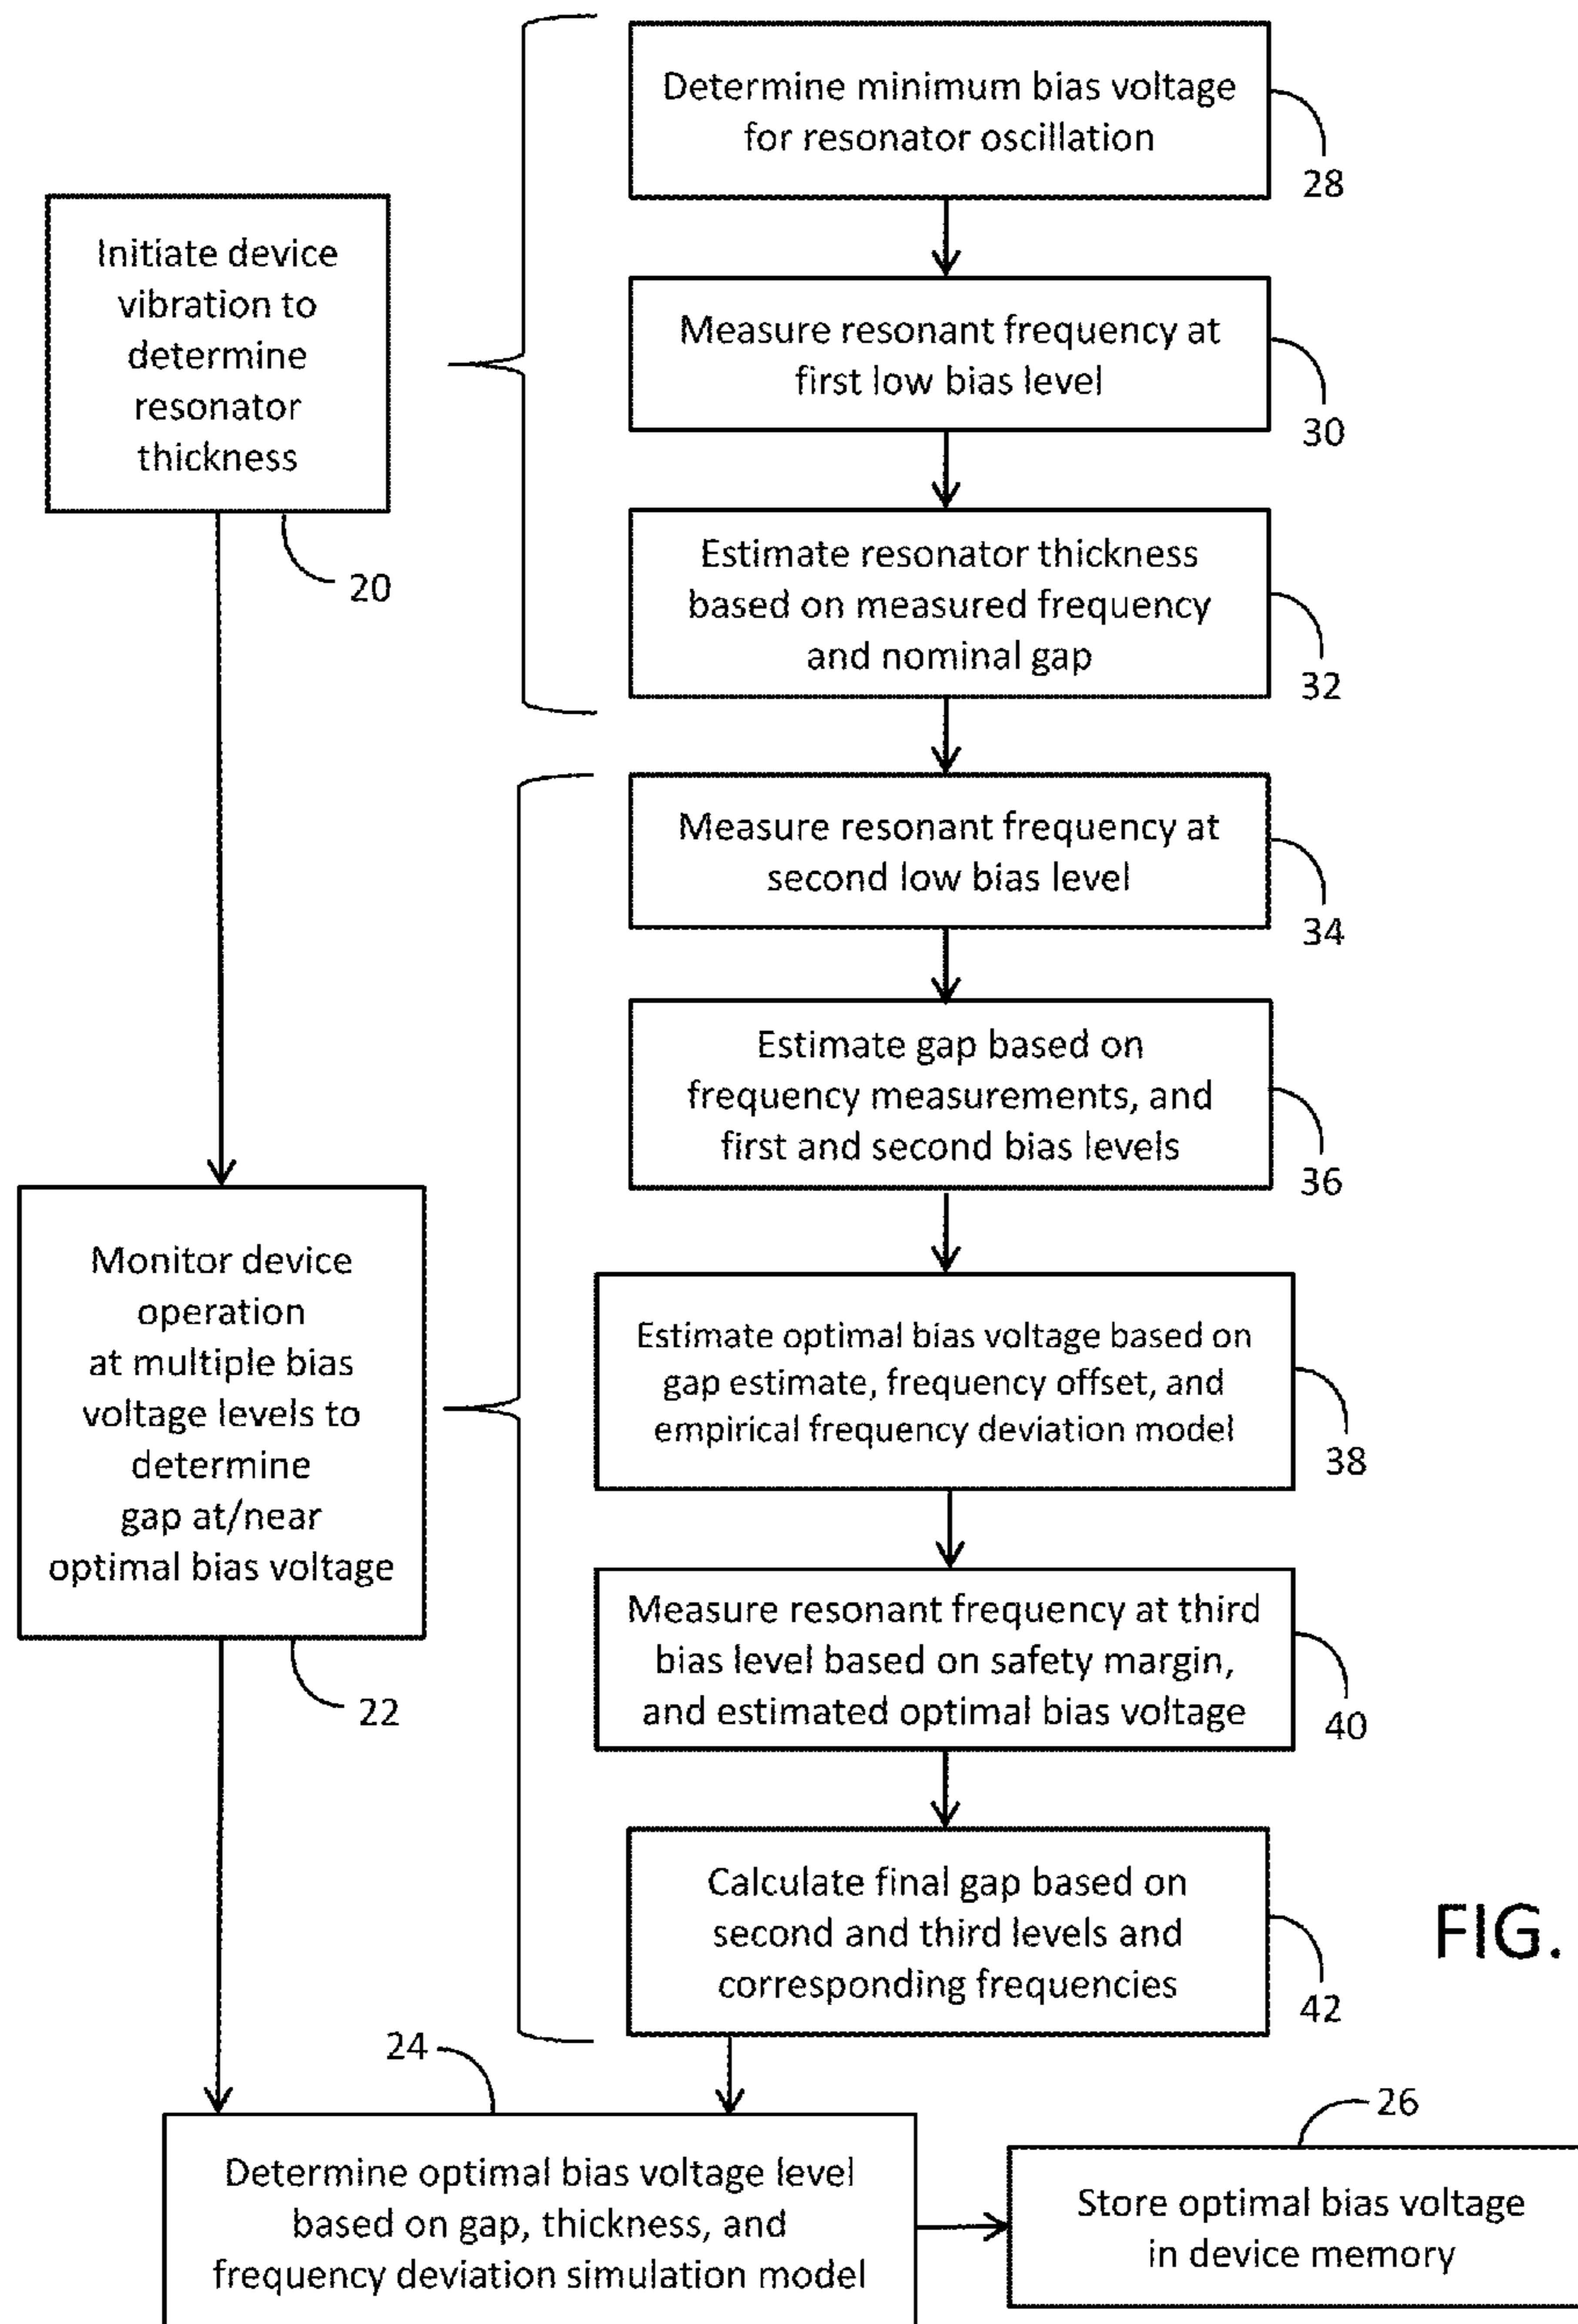 Determine minimum bias voltage
for resonator oscillation
28
Initiate device
vibration to
determine
resonator
thickness
20
Measure resonant frequency at
first low bias level
30
Estimate resonator thickness
based on measured frequency
and nominal gap
32
Measure resonant frequency at
second low bias level
34
Estimate gap based on
frequency measurements, and
first and second bias levels
36
Monitor device
operation
at multiple bias
voltage levels to
determine
gap at/near
optimal bias voltage
22
Estimate optimal bias voltage based on
gap estimate, frequency offset, and
empirical frequency deviation model
38
Measure resonant frequency at third
bias level based on safety margin,
and estimated optimal bias voltage
40
Calculate final gap based on
second and third levels and
corresponding frequencies
42
FIG.
24
Determine optimal bias voltage level
based on gap, thickness, and
frequency deviation simulation model
26
Store optimal bias voltage
in device memory